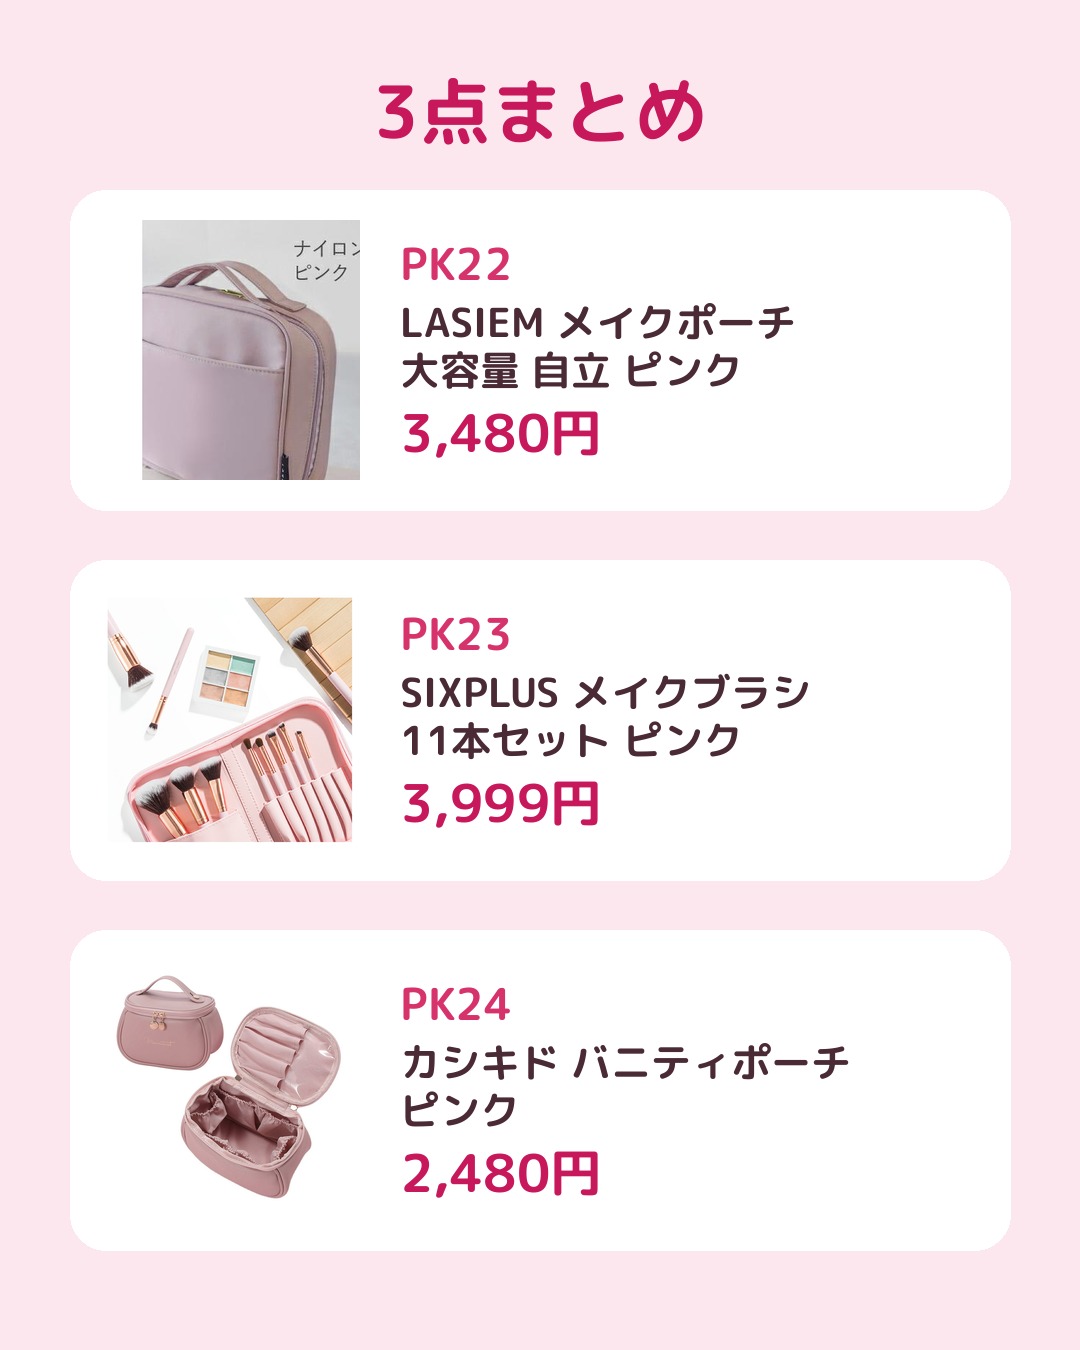 3点まとめ
ナイロン
ピンク
PK22
LASIEM メイクポーチ
大容量 自立 ピンク
3,480円
PK23
SIXPLUS メイクブラシ
11本セット ピンク
3,999円
PK24
カシキド バニティポーチ
ピンク
2,480円